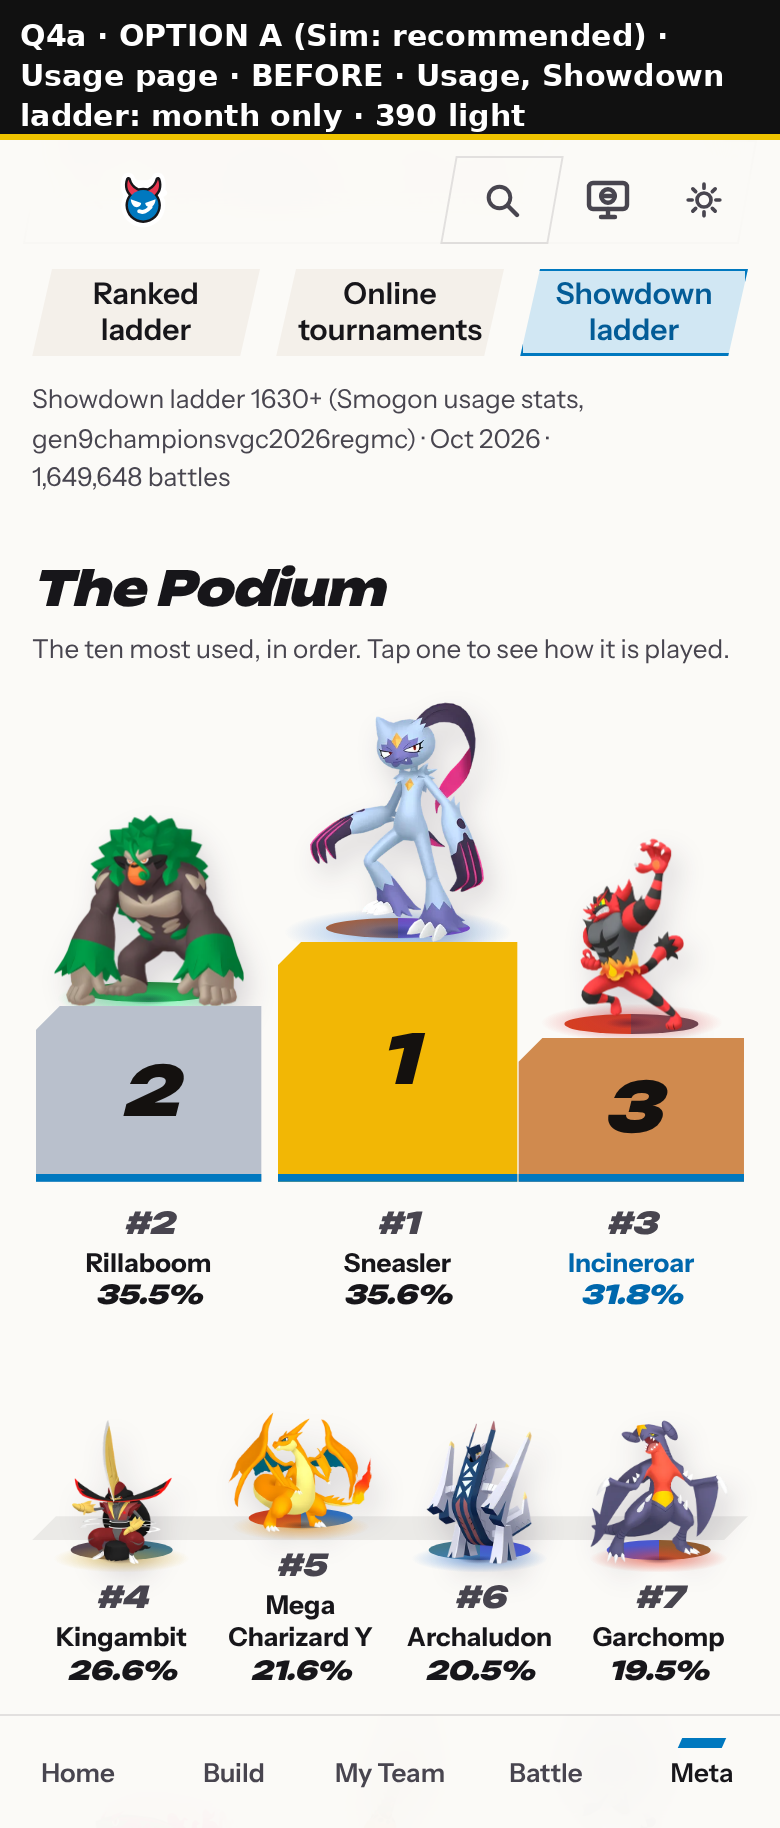 Q4a · OPTION A (Sim: recommended) ·
Usage page · BEFORE · Usage, Showdown
ladder: month only · 390 light
Ranked
ladder
Online
tournaments
Showdown
ladder
Showdown ladder 1630+ (Smogon usage stats,
gen9championsvgc2026regmc) · Oct 2026 ·
1,649,648 battles
The Podium
The ten most used, in order. Tap one to see how it is played.
2
1
3
#2
Rillaboom
35.5%
#1
Sneasler
35.6%
#3
Incineroar
31.8%
#4
Kingambit
26.6%
#5
Mega
Charizard Y
21.6%
#6
Archaludon
20.5%
#7
Garchomp
19.5%
Home
Build
My Team
Battle
Meta